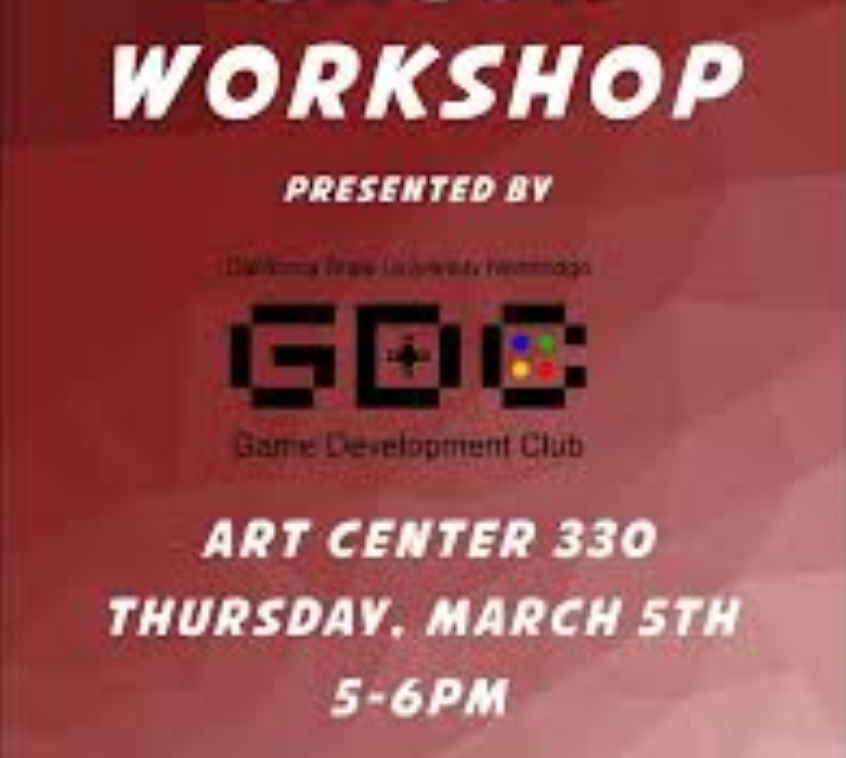 WORKSHOP
PRESENTED BY
California State University Northridge
GDC
Game Development Club
ART CENTER 330
THURSDAY, MARCH 5TH
5-6PM